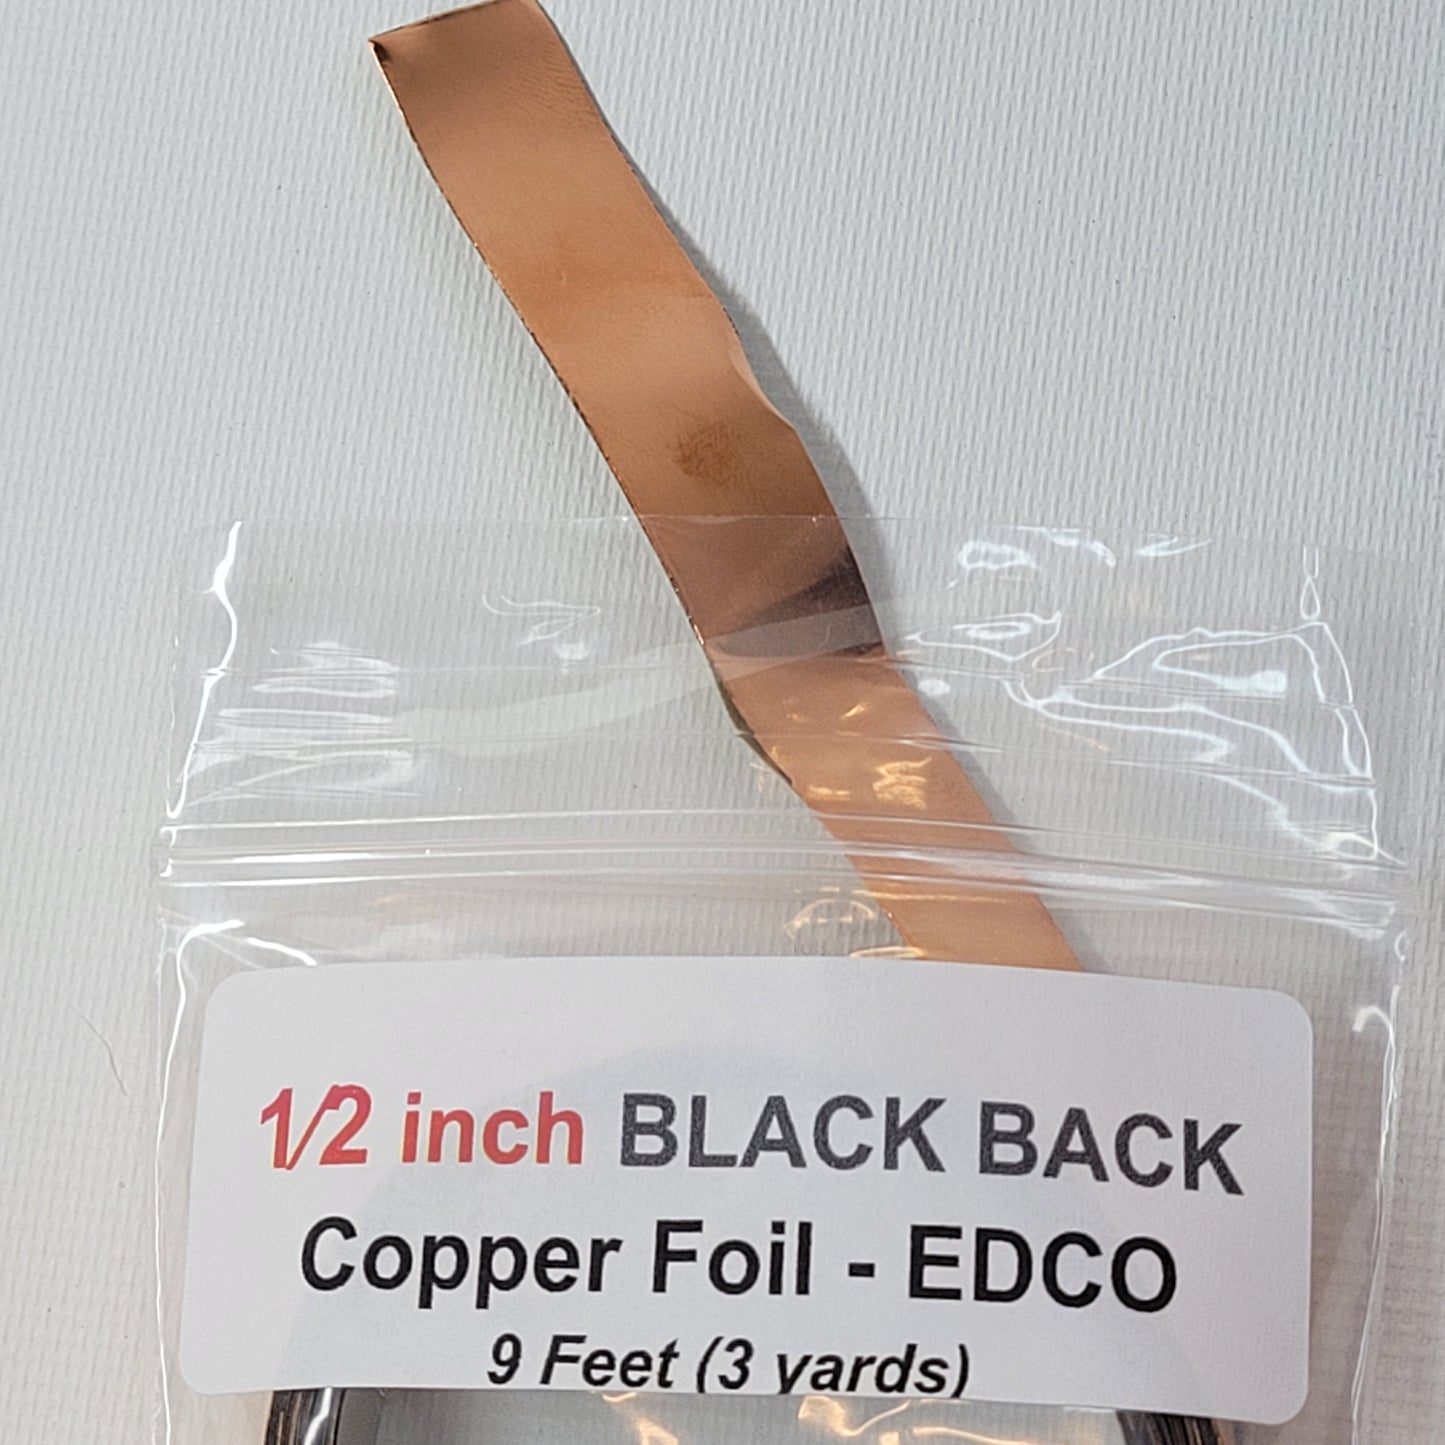 1/2 inch BLACK BACK
Copper Foil - EDCO
9 Feet (3 yards)